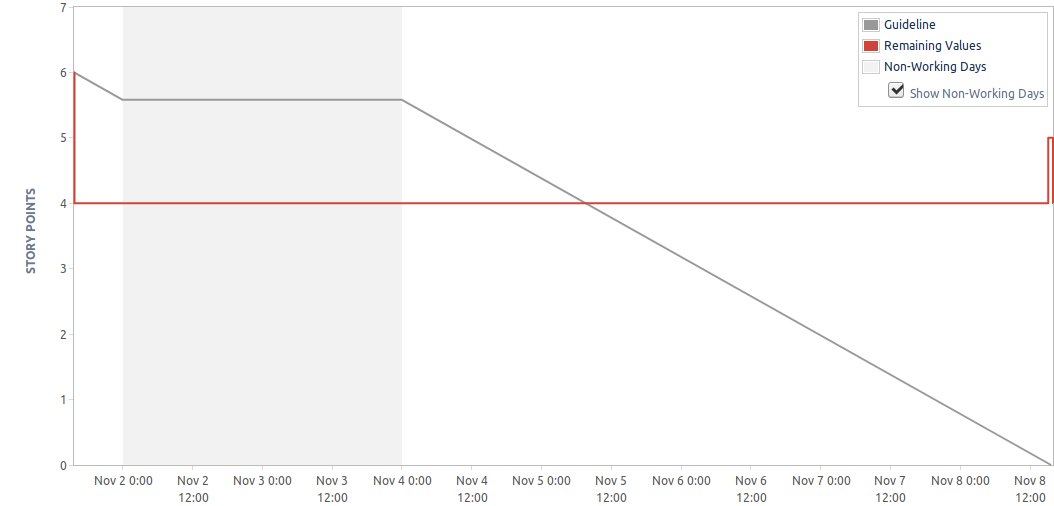 7
6
5
4
3
2
1
0
STORY POINTS
Guideline
Remaining Values
Non-Working Days
Show Non-Working Days
Nov 2 0:00
Nov 2
12:00
Nov 3 0:00
Nov 3
12:00
Nov 4 0:00
Nov 4
12:00
Nov 5 0:00
Nov 5
12:00
Nov 6 0:00
Nov 6
12:00
Nov 7 0:00
Nov 7
12:00
Nov 8 0:00
Nov 8
12:00